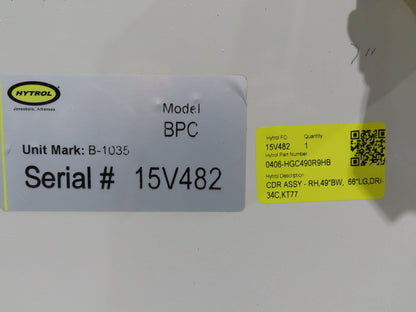 HYTROL
Jonesboro, Arkansas
Model
BPC
Unit Mark: B-1035
Serial # 15V482
Hytrol FO Quantity
15V482 1
Hytrol Part Number
0406-HGC490R9HB
Hytrol Description
CDR ASSY - RH,49"BW, 66"LG,DRI-
34C,KT77